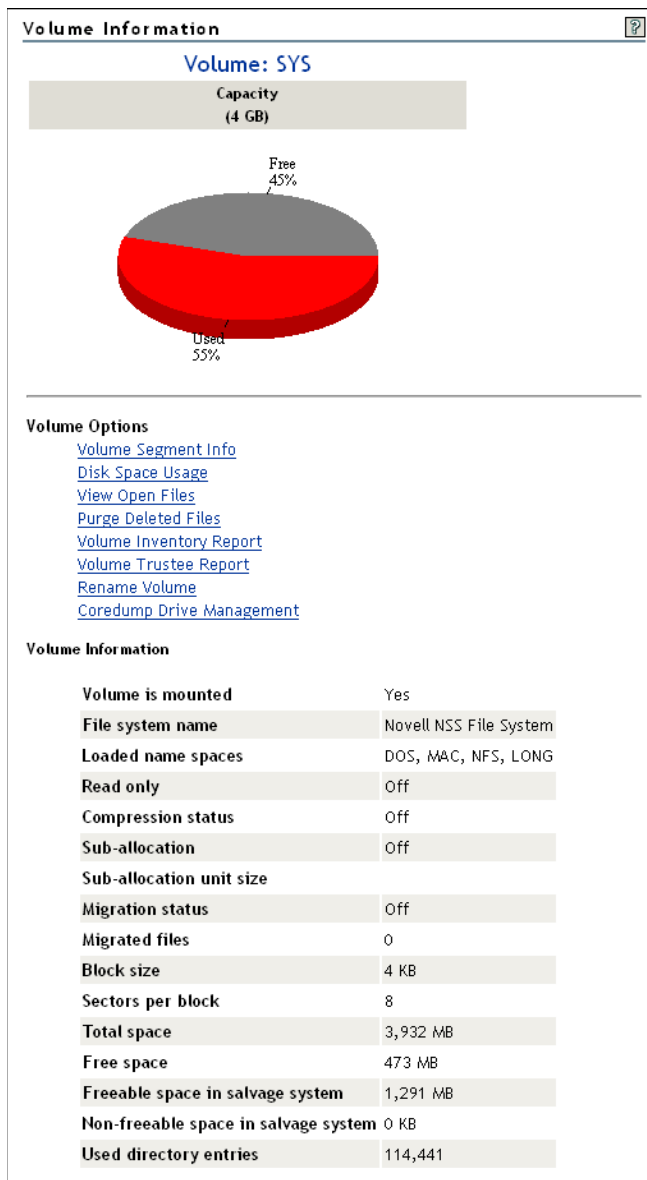 Volume Information
?
Volume: SYS
Capacity
(4 GB)
Free
45%
Used
55%
Volume Options
Volume Segment Info
Disk Space Usage
View Open Files
Purge Deleted Files
Volume Inventory Report
Volume Trustee Report
Rename Volume
Coredump Drive Management
Volume Information
Volume is mounted Yes
File system name Novell NSS File System
Loaded name spaces DOS, MAC, NFS, LONG
Read only Off
Compression status Off
Sub-allocation Off
Sub-allocation unit size
Migration status Off
Migrated files 0
Block size 4 KB
Sectors per block 8
Total space 3,932 MB
Free space 473 MB
Freeable space in salvage system 1,291 MB
Non-freeable space in salvage system 0 KB
Used directory entries 114,441